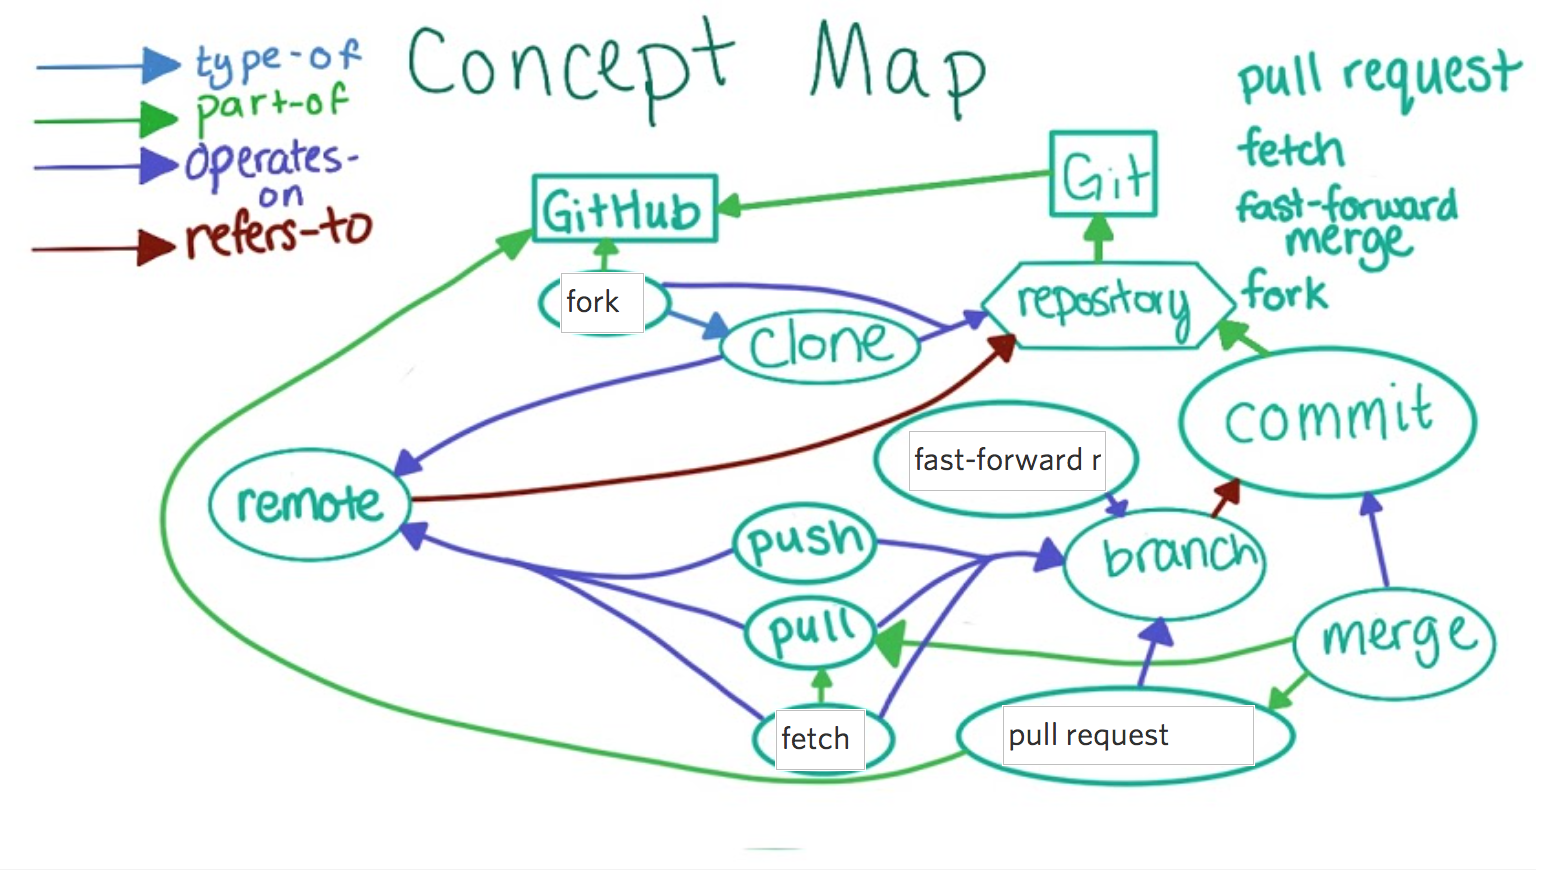 type-of
part-of
operates-
on
refers-to
Concept Map
pull request
fetch
fast-forward
merge
fork
GitHub
Git
fork
clone
repository
commit
remote
fast-forward r
push
branch
pull
merge
fetch
pull request